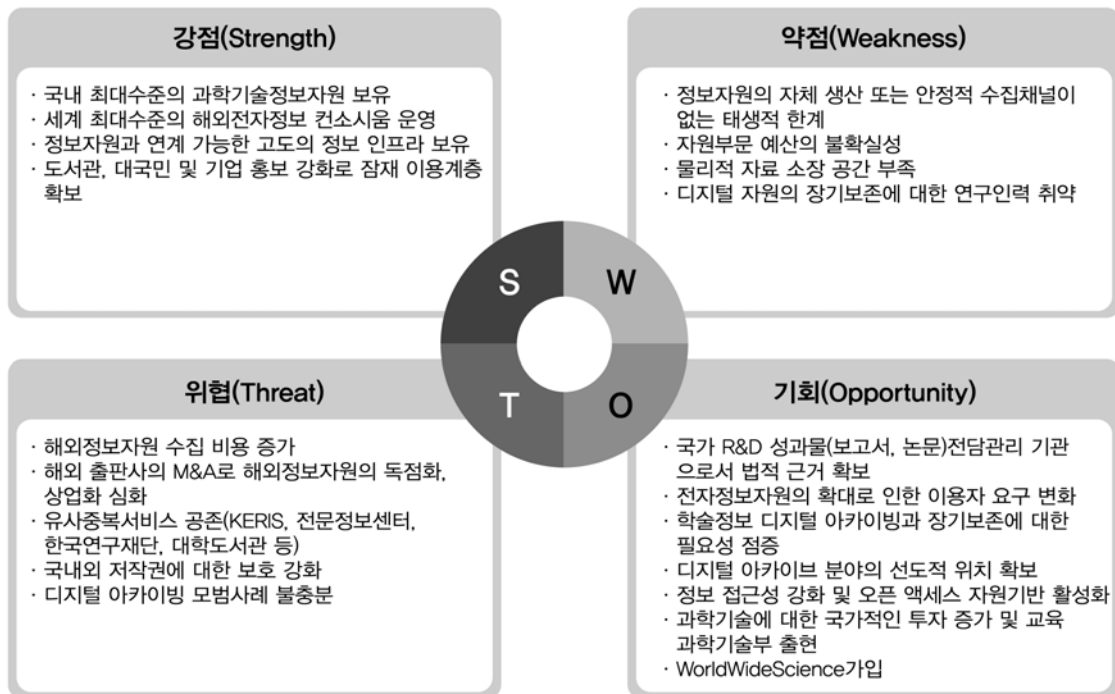 강점(Strength)
· 국내 최대수준의 과학기술정보자원 보유
· 세계 최대수준의 해외전자정보 컨소시움 운영
· 정보자원과 연계 가능한 고도의 정보 인프라 보유
· 도서관, 대국민 및 기업 홍보 강화로 잠재 이용계층
확보
약점(Weakness)
· 정보자원의 자체 생산 또는 안정적 수집채널이
없는 태생적 한계
· 자원부문 예산의 불확실성
· 물리적 자료 소장 공간 부족
· 디지털 자원의 장기보존에 대한 연구인력 취약
S
W
T
O
위협(Threat)
· 해외정보자원 수집 비용 증가
· 해외 출판사의 M&A로 해외정보자원의 독점화,
상업화 심화
· 유사중복서비스 공존(KERIS, 전문정보센터,
한국연구재단, 대학도서관 등)
· 국내외 저작권에 대한 보호 강화
· 디지털 아카이빙 모범사례 불충분
기회(Opportunity)
· 국가 R&D 성과물(보고서, 논문)전담관리 기관
으로서 법적 근거 확보
· 전자정보자원의 확대로 인한 이용자 요구 변화
· 학술정보 디지털 아카이빙과 장기보존에 대한
필요성 점증
· 디지털 아카이브 분야의 선도적 위치 확보
· 정보 접근성 강화 및 오픈 액세스 자원기반 활성화
· 과학기술에 대한 국가적인 투자 증가 및 교육
과학기술부 출현
· WorldWideScience가입